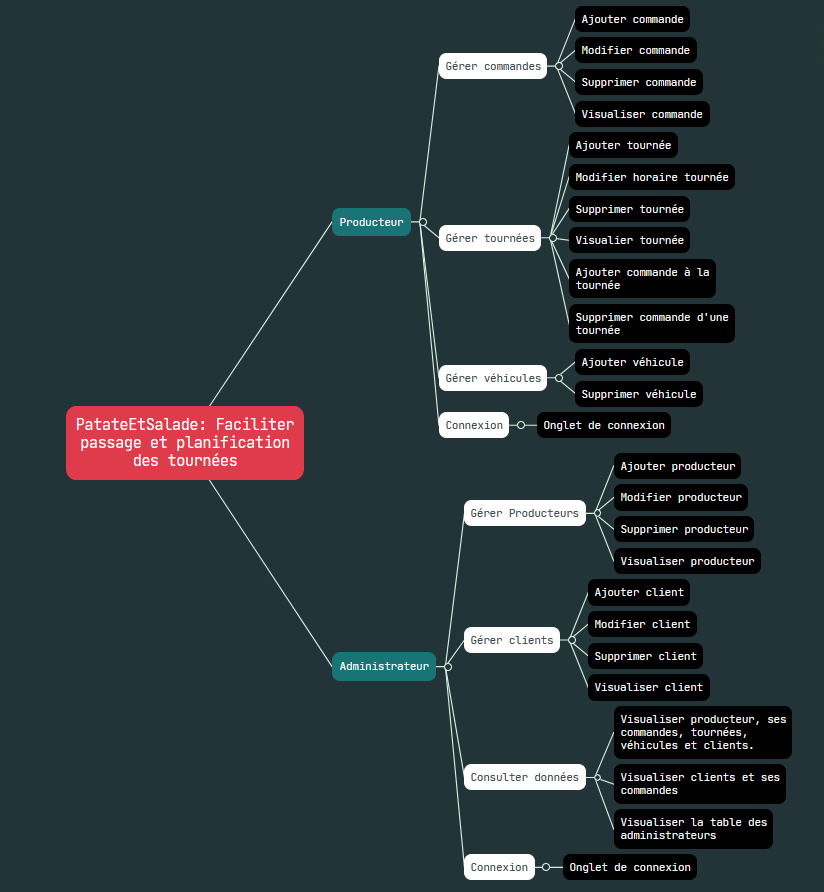 PatateEtSalade: Faciliter
passage et planification
des tournées
Producteur
Gérer commandes
Ajouter commande
Modifier commande
Supprimer commande
Visualiser commande
Gérer tournées
Ajouter tournée
Modifier horaire tournée
Supprimer tournée
Visualier tournée
Ajouter commande à la
tournée
Supprimer commande d'une
tournée
Gérer véhicules
Ajouter véhicule
Supprimer véhicule
Connexion
Onglet de connexion
Administrateur
Gérer Producteurs
Ajouter producteur
Modifier producteur
Supprimer producteur
Visualiser producteur
Gérer clients
Ajouter client
Modifier client
Supprimer client
Visualiser client
Consulter données
Visualiser producteur, ses
commandes, tournées,
véhicules et clients.
Visualiser clients et ses
commandes
Visualiser la table des
administrateurs
Connexion
Onglet de connexion